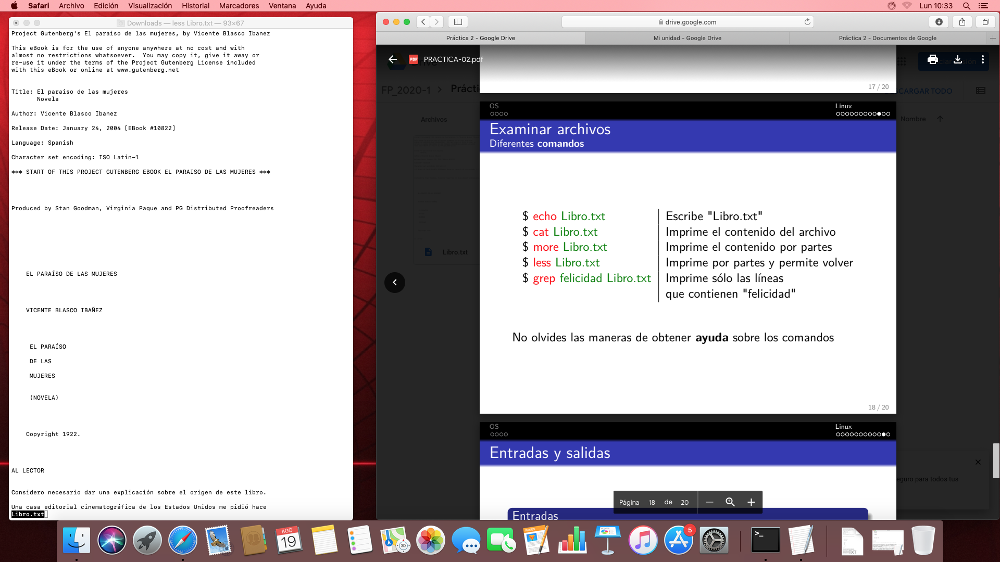 Safari Archivo Edición Visualización Historial Marcadores Ventana Ayuda
Lun 10:33
Downloads — less Libro.txt — 93×67
Project Gutenberg's El paraiso de las mujeres, by Vicente Blasco Ibanez
This eBook is for the use of anyone anywhere at no cost and with
almost no restrictions whatsoever.  You may copy it, give it away or
re-use it under the terms of the Project Gutenberg License included
with this eBook or online at www.gutenberg.net
Title: El paraiso de las mujeres
Novela
Author: Vicente Blasco Ibanez
Release Date: January 24, 2004 [EBook #10822]
Language: Spanish
Character set encoding: ISO Latin-1
*** START OF THIS PROJECT GUTENBERG EBOOK EL PARAISO DE LAS MUJERES ***
Produced by Stan Goodman, Virginia Paque and PG Distributed Proofreaders
EL PARAÍSO DE LAS MUJERES
VICENTE BLASCO IBAÑEZ
EL PARAÍSO
DE LAS
MUJERES
(NOVELA)
Copyright 1922.
AL LECTOR
Considero necesario dar una explicación sobre el origen de este libro.
Una casa editorial cinematográfica de los Estados Unidos me pidió hace
Libro.txt
drive.google.com
Práctica 2 - Google Drive
Mi unidad - Google Drive
Práctica 2 - Documentos de Google
PDF PRACTICA-02.pdf
FP_2020-1 > Prácti
SCARGAR TODO
Archivos
Nombre
Libro.txt
eguro para todos tus
17 / 20
OS
Linux
Examinar archivos
Diferentes comandos
$ echo Libro.txt Escribe "Libro.txt"
$ cat Libro.txt Imprime el contenido del archivo
$ more Libro.txt Imprime el contenido por partes
$ less Libro.txt Imprime por partes y permite volver
$ grep felicidad Libro.txt Imprime sólo las líneas
que contienen "felicidad"
No olvides las maneras de obtener ayuda sobre los comandos
18 / 20
OS
Linux
Entradas y salidas
Entradas
Página 18 de 20
AGO
19
3D
PAGES
5
>_
TXT